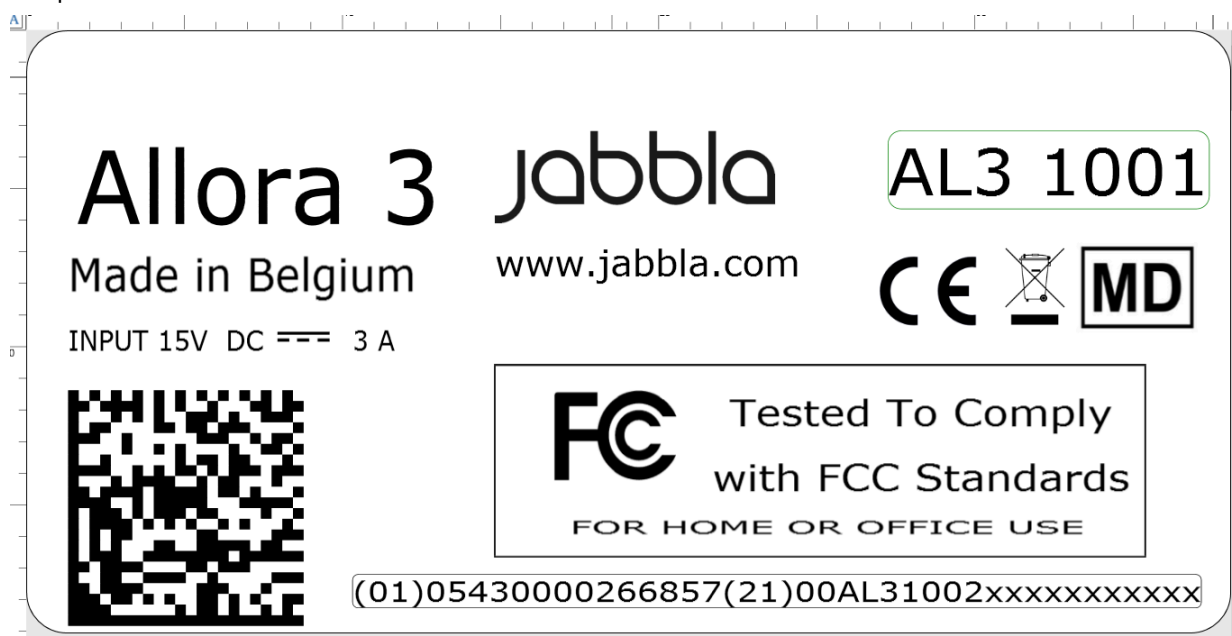 Allora 3
jabbla
AL3 1001
Made in Belgium
www.jabbla.com
CE
MD
INPUT 15V DC 3 A
FC
Tested To Comply
with FCC Standards
FOR HOME OR OFFICE USE
(01)05430000266857(21)00AL31002xxxxxxxxxxx